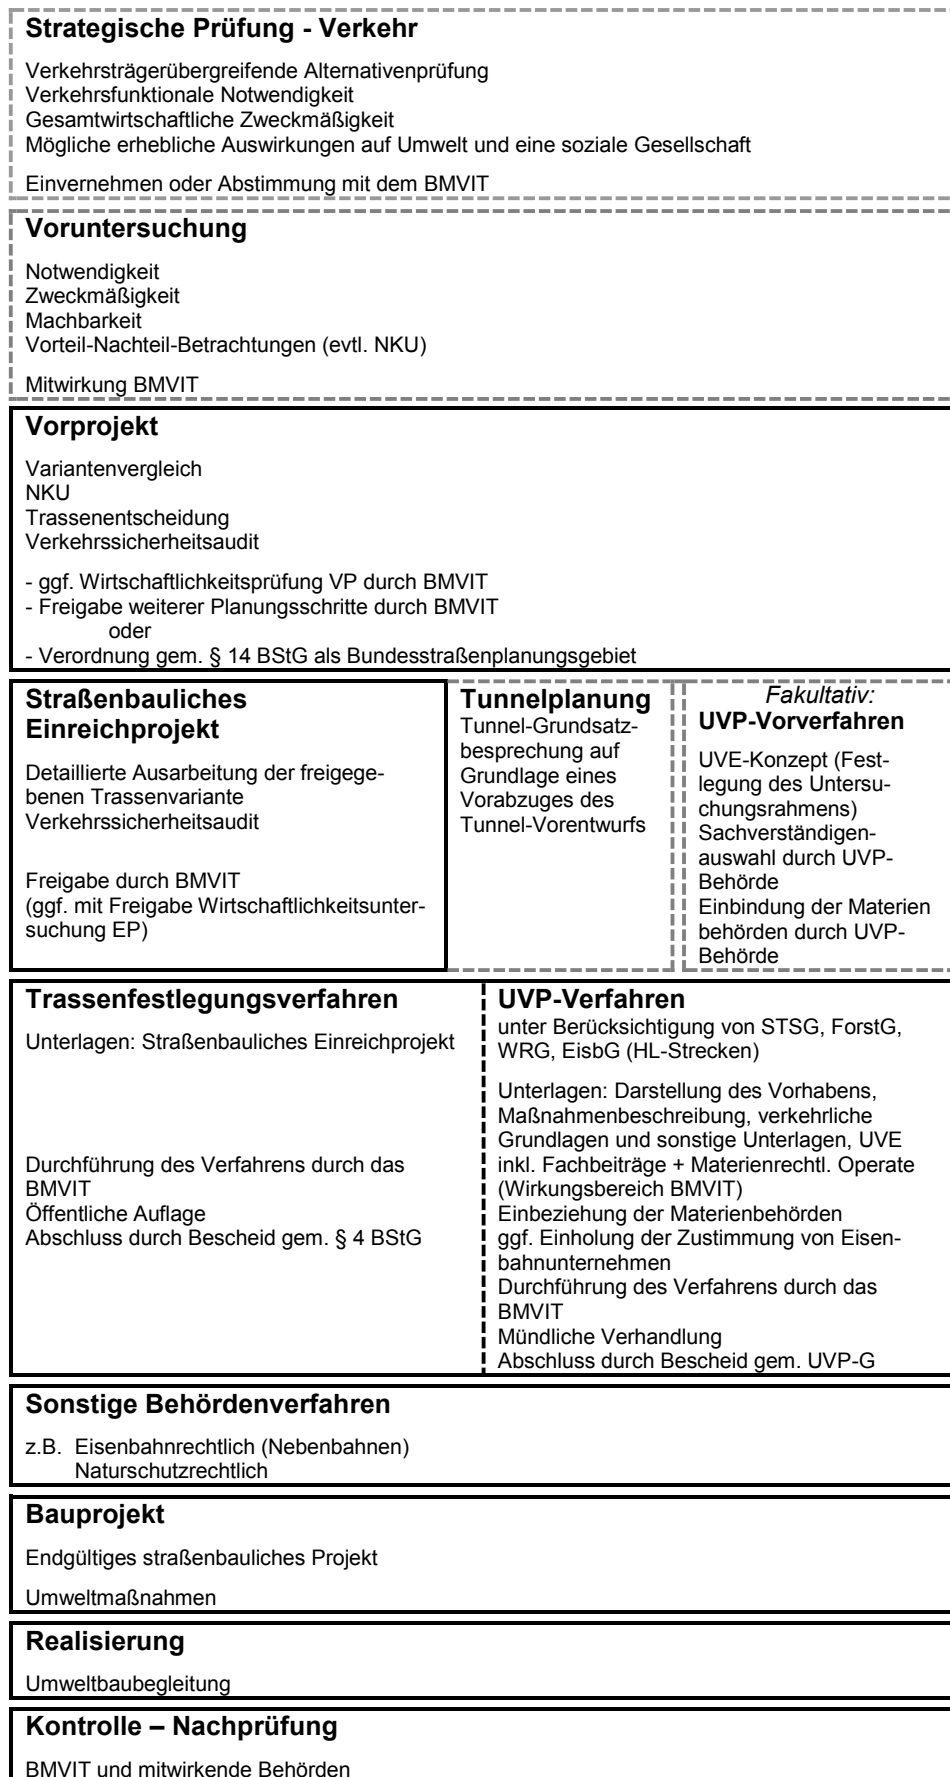 Strategische Prüfung - Verkehr
Verkehrsträgerübergreifende Alternativenprüfung
Verkehrsfunktionale Notwendigkeit
Gesamtwirtschaftliche Zweckmäßigkeit
Mögliche erhebliche Auswirkungen auf Umwelt und eine soziale Gesellschaft
Einvernehmen oder Abstimmung mit dem BMVIT
Voruntersuchung
Notwendigkeit
Zweckmäßigkeit
Machbarkeit
Vorteil-Nachteil-Betrachtungen (evtl. NKU)
Mitwirkung BMVIT
Vorprojekt
Variantenvergleich
NKU
Trassenentscheidung
Verkehrssicherheitsaudit
- ggf. Wirtschaftlichkeitsprüfung VP durch BMVIT
- Freigabe weiterer Planungsschritte durch BMVIT
oder
- Verordnung gem. § 14 BStG als Bundesstraßenplanungsgebiet
Straßenbauliches
Einreichprojekt
Detaillierte Ausarbeitung der freigege-
benen Trassenvariante
Verkehrssicherheitsaudit
Freigabe durch BMVIT
(ggf. mit Freigabe Wirtschaftlichkeitsunter-
suchung EP)
Tunnelplanung
Tunnel-Grundsatz-
besprechung auf
Grundlage eines
Vorabzuges des
Tunnel-Vorentwurfs
Fakultativ:
UVP-Vorverfahren
UVE-Konzept (Fest-
legung des Untersu-
chungsrahmens)
Sachverständigen-
auswahl durch UVP-
Behörde
Einbindung der Materien
behörden durch UVP-
Behörde
Trassenfestlegungsverfahren
Unterlagen: Straßenbauliches Einreichprojekt
Durchführung des Verfahrens durch das
BMVIT
Öffentliche Auflage
Abschluss durch Bescheid gem. § 4 BStG
UVP-Verfahren
unter Berücksichtigung von STSG, ForstG,
WRG, EisbG (HL-Strecken)
Unterlagen: Darstellung des Vorhabens,
Maßnahmenbeschreibung, verkehrliche
Grundlagen und sonstige Unterlagen, UVE
inkl. Fachbeiträge + Materienrechtl. Operate
(Wirkungsbereich BMVIT)
Einbeziehung der Materienbehörden
ggf. Einholung der Zustimmung von Eisen-
bahnunternehmen
Durchführung des Verfahrens durch das
BMVIT
Mündliche Verhandlung
Abschluss durch Bescheid gem. UVP-G
Sonstige Behördenverfahren
z.B. Eisenbahnrechtlich (Nebenbahnen)
Naturschutzrechtlich
Bauprojekt
Endgültiges straßenbauliches Projekt
Umweltmaßnahmen
Realisierung
Umweltbaubegleitung
Kontrolle – Nachprüfung
BMVIT und mitwirkende Behörden